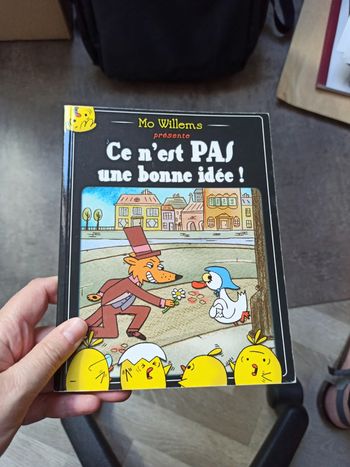 Mo Willems
présente
Ce n'est PAS
une bonne idée !